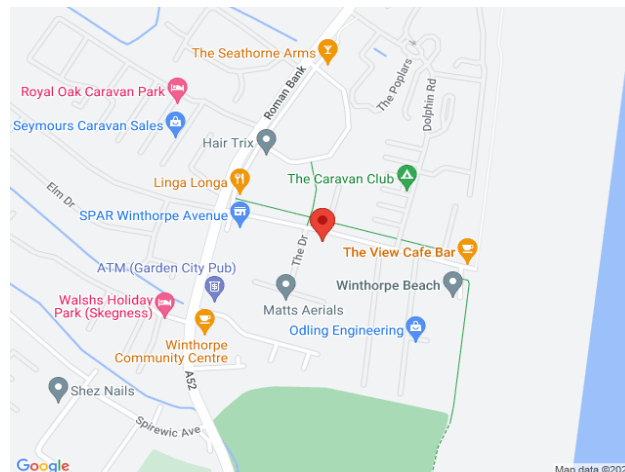 The Seathorne Arms
Roman Bank
The Poplars
Dolphin Rd
Royal Oak Caravan Park
Seymours Caravan Sales
Hair Trix
Linga Longa
The Caravan Club
Elm Dr
SPAR Winthorpe Avenue
The Dr
The View Cafe Bar
ATM (Garden City Pub)
Winthorpe Beach
Walshs Holiday
Park (Skegness)
Matts Aerials
Odling Engineering
Winthorpe
Community Centre
A52
Shez Nails
Spirewic Ave
Google
Map data ©202